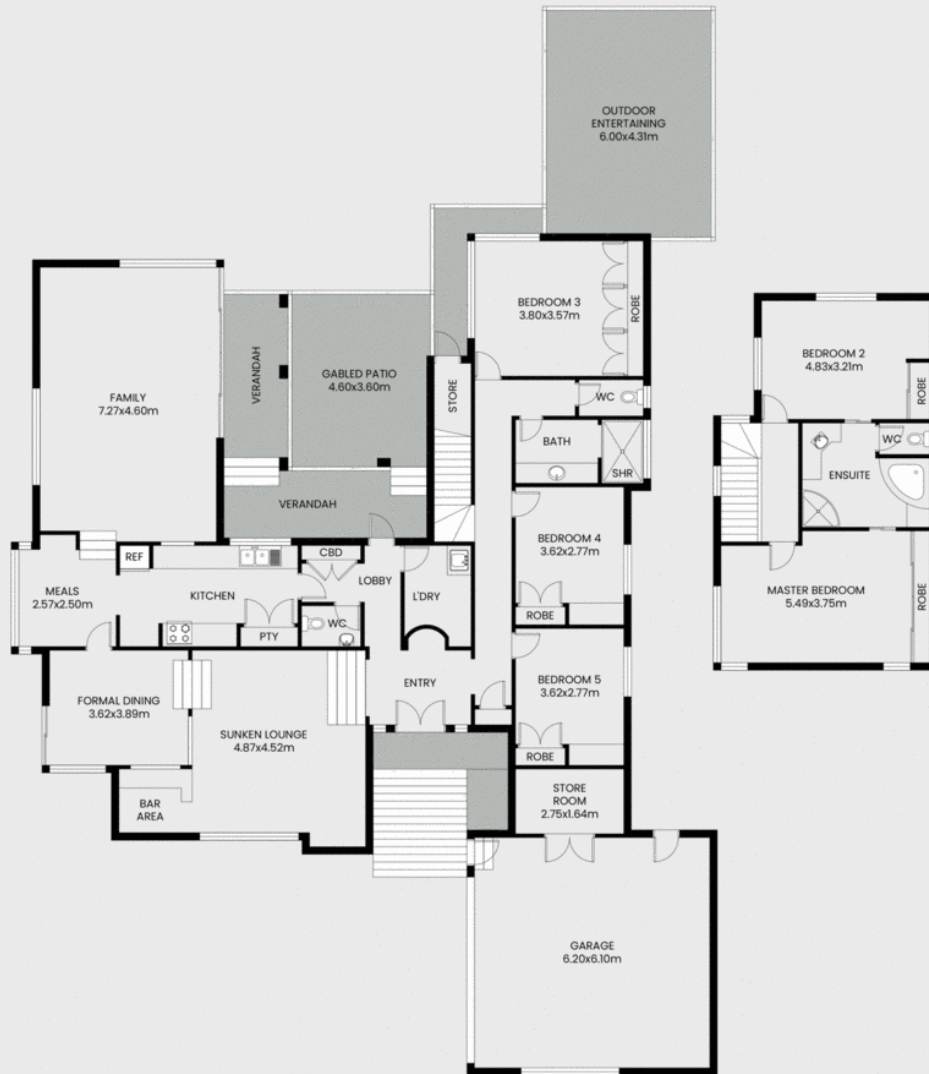 OUTDOOR
ENTERTAINING
6.00x4.31m
BEDROOM 3
3.80x3.57m
ROBE
BEDROOM 2
4.83x3.21m
ROBE
VERANDAH
GABLED PATIO
4.60x3.60m
STORE
FAMILY
7.27x4.60m
WC
BATH
SHR
WC
ENSUITE
VERANDAH
REF
CBD
LOBBY
BEDROOM 4
3.62x2.77m
MEALS
2.57x2.50m
KITCHEN
L'DRY
MASTER BEDROOM
5.49x3.75m
ROBE
ROBE
PTY
WC
FORMAL DINING
3.62x3.89m
ENTRY
BEDROOM 5
3.62x2.77m
SUNKEN LOUNGE
4.87x4.52m
ROBE
BAR
AREA
STORE
ROOM
2.75x1.64m
GARAGE
6.20x6.10m